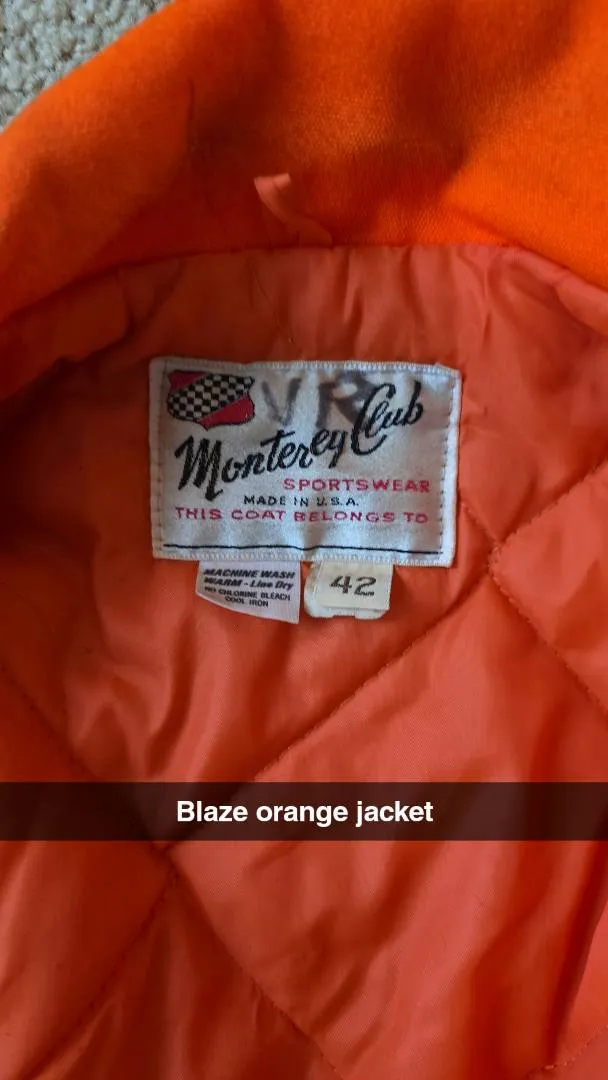 VR
Monterey Club
SPORTSWEAR
MADE IN U.S.A.
THIS COAT BELONGS TO
MACHINE WASH
WARM - Line Dry
NO CHLORINE BLEACH
COOL IRON
42
Blaze orange jacket